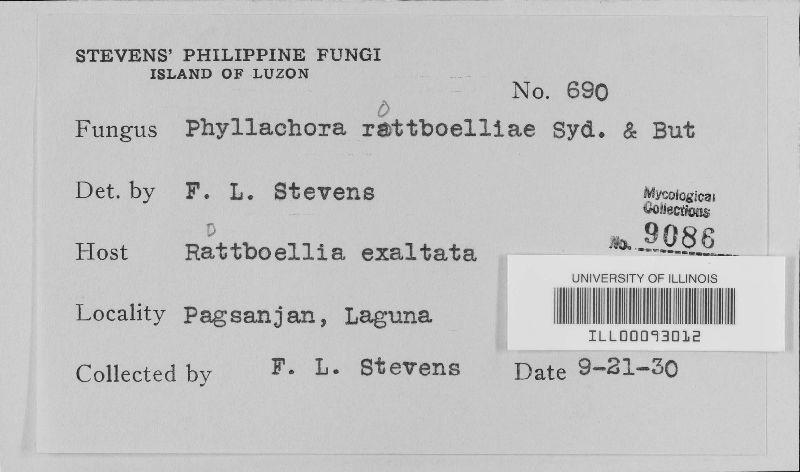 STEVENS' PHILIPPINE FUNGI
ISLAND OF LUZON
No. 690
o
Fungus Phyllachora rattboelliae Syd. & But
Det. by F. L. Stevens
Mycological
Collections
No. 9086
o
Host Rattboellia exaltata
UNIVERSITY OF ILLINOIS
ILL00093012
Locality Pagsanjan, Laguna
Collected by F. L. Stevens Date 9-21-30